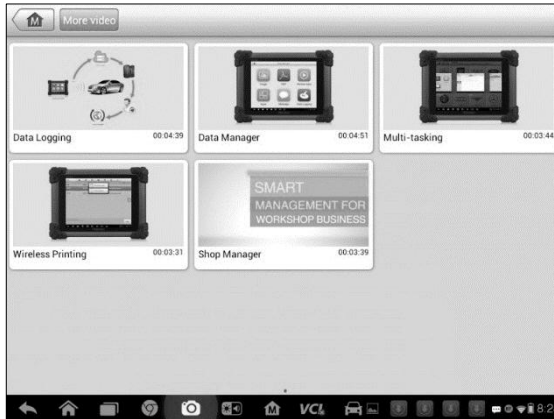 More video
Data Logging 00:04:39
Data Manager 00:04:51
Multi-tasking 00:03:44
SMART
MANAGEMENT FOR
WORKSHOP BUSINESS
Wireless Printing 00:03:31
Shop Manager 00:03:39
VCI